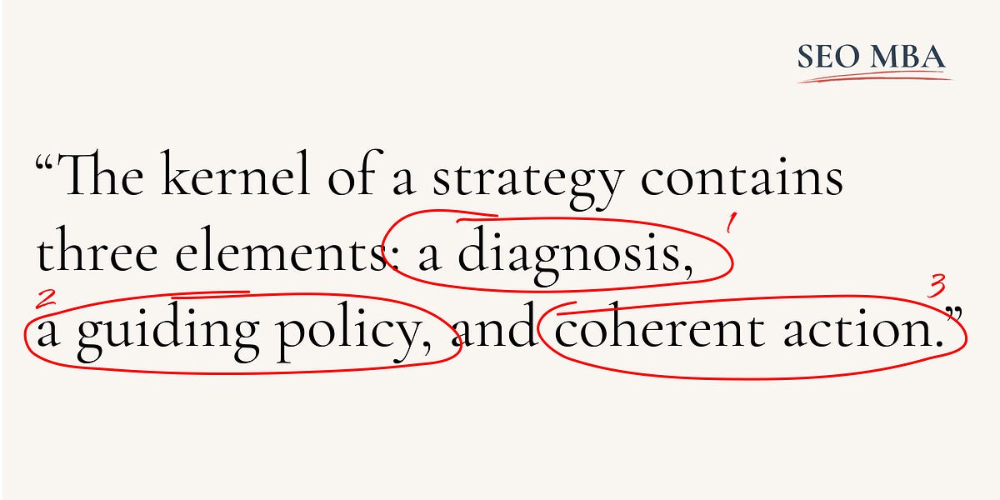 SEO MBA
“The kernel of a strategy contains
1
three elements: a diagnosis,
2
3
a guiding policy, and coherent action.”